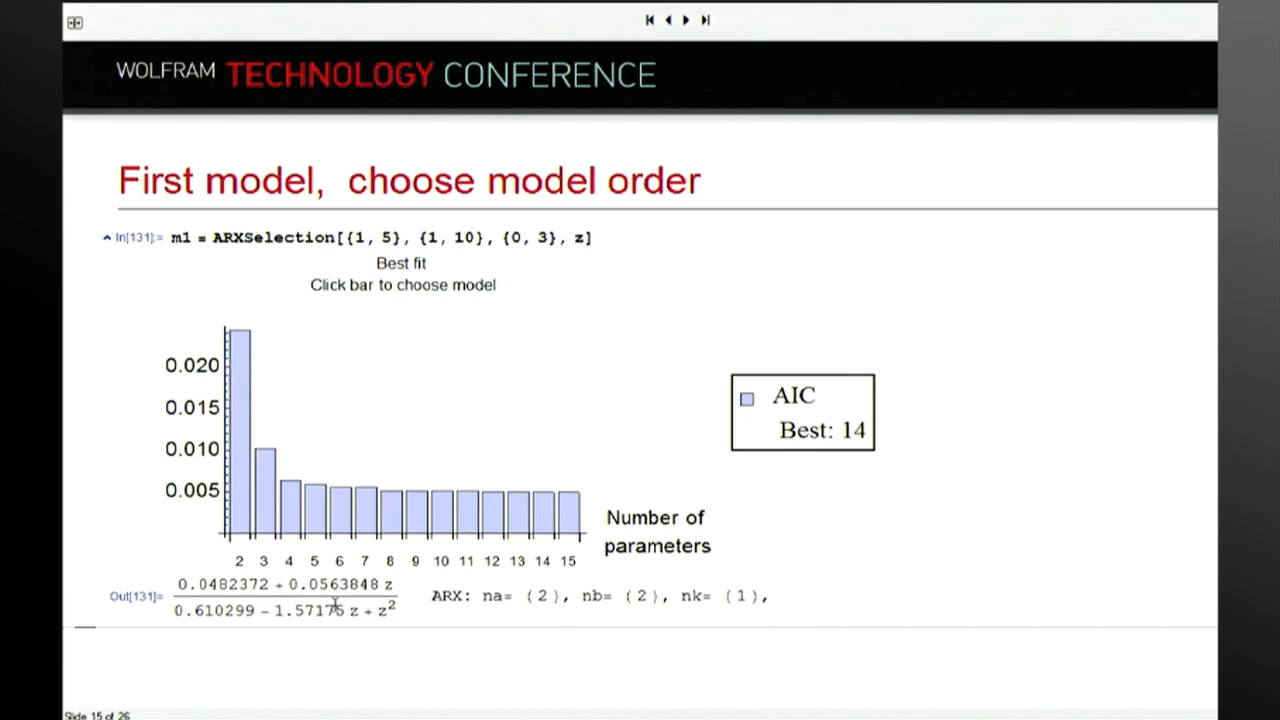 WOLFRAM TECHNOLOGY CONFERENCE
First model, choose model order
In[131]:= m1 = ARXSelection[{1, 5}, {1, 10}, {0, 3}, z]
Best fit
Click bar to choose model
0.020
0.015
0.010
0.005
AIC
Best: 14
Number of
parameters
2 3 4 5 6 7 8 9 10 11 12 13 14 15
0.0482372 + 0.0563848 z
Out[131]= ARX: na= (2), nb= (2), nk= (1),
0.610299 - 1.57175 z + z²
Slide 15 of 26